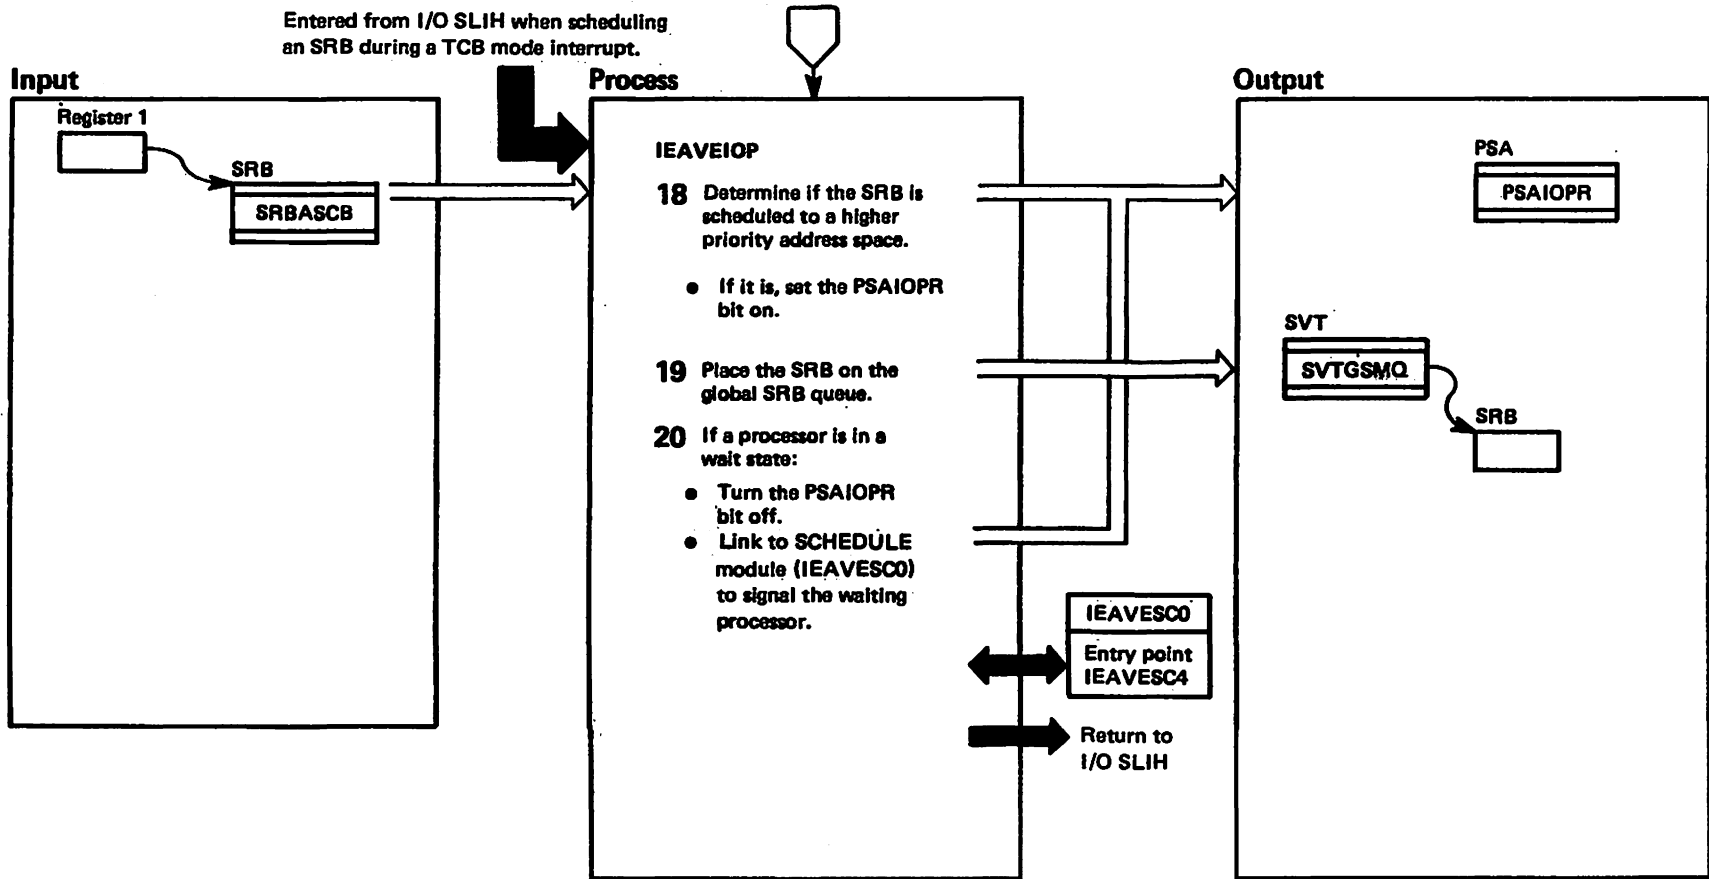 Entered from I/O SLIH when scheduling
an SRB during a TCB mode interrupt.
Input
Process
Output
Register 1
SRB
SRBASCB
IEAVEIOP
18 Determine if the SRB is
scheduled to a higher
priority address space.
• If it is, set the PSAIOPR
bit on.
19 Place the SRB on the
global SRB queue.
20 If a processor is in a
wait state:
• Turn the PSAIOPR
bit off.
• Link to SCHEDULE
module (IEAVESC0)
to signal the waiting
processor.
IEAVESC0
Entry point
IEAVESC4
Return to
I/O SLIH
PSA
PSAIOPR
SVT
SVTGSMQ
SRB